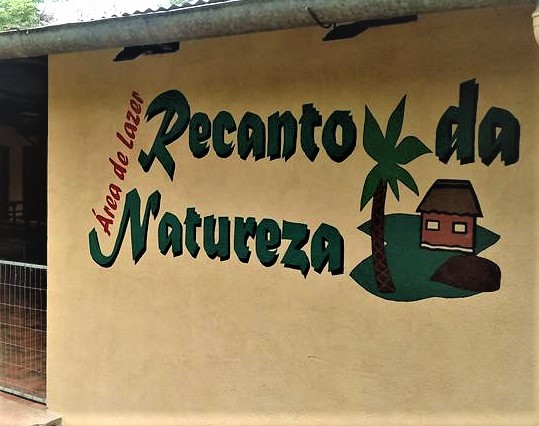 Área de Lazer
Recanto da
Natureza